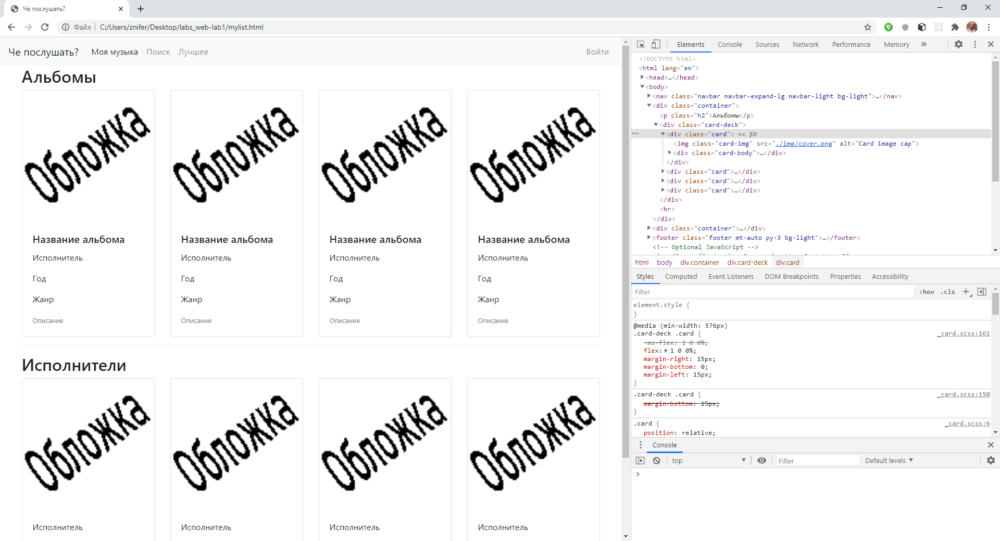 Че послушать?
Файл C:/Users/znifer/Desktop/labs_web-lab1/mylist.html
Че послушать? Моя музыка Поиск Лучшее Войти
Альбомы
Обложка Обложка Обложка Обложка
Название альбома Название альбома Название альбома Название альбома
Исполнитель Исполнитель Исполнитель Исполнитель
Год Год Год Год
Жанр Жанр Жанр Жанр
Описание Описание Описание Описание
Исполнители
Обложка Обложка Обложка Обложка
Исполнитель Исполнитель Исполнитель Исполнитель
Elements Console Sources Network Performance Memory »
<!DOCTYPE html>
<html lang="en">
<head>…</head>
<body>
<nav class="navbar navbar-expand-lg navbar-light bg-light">…</nav>
<div class="container">
<p class="h2">Альбомы</p>
<div class="card-deck">
<div class="card"> == $0
<img class="card-img" src="./img/cover.png" alt="Card image cap">
<div class="card-body">…</div>
</div>
<div class="card">…</div>
<div class="card">…</div>
<div class="card">…</div>
</div>
<hr>
</div>
<div class="container">…</div>
<footer class="footer mt-auto py-3 bg-light">…</footer>
<!-- Optional JavaScript -->
html body div.container div.card-deck div.card
Styles Computed Event Listeners DOM Breakpoints Properties Accessibility
Filter :hov .cls +
element.style {
}
@media (min-width: 576px)
.card-deck .card { _card.scss:161
-ms-flex: 1 0 0%;
flex: 1 0 0%;
margin-right: 15px;
margin-bottom: 0;
margin-left: 15px;
}
.card-deck .card { _card.scss:150
margin-bottom: 15px;
}
.card { _card.scss:6
position: relative;
Console
top Filter Default levels